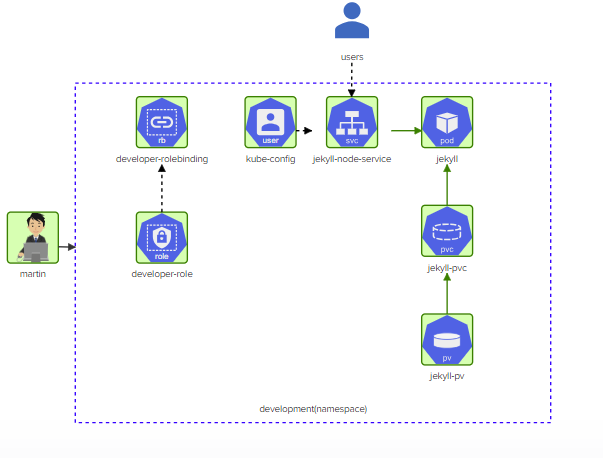 users
rb
user
svc
pod
developer-rolebinding
kube-config
jekyll-node-service
jekyll
role
pvc
martin
developer-role
jekyll-pvc
pv
jekyll-pv
development(namespace)